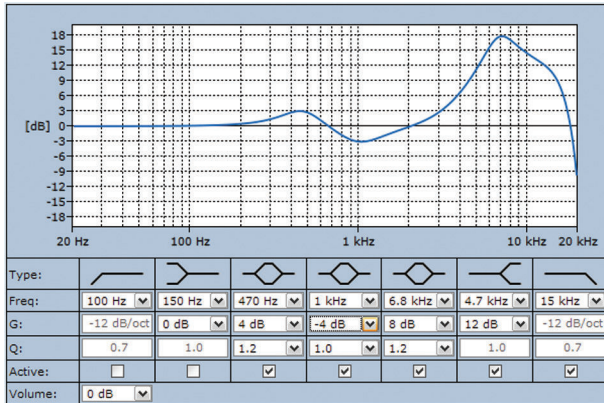 18
15
12
9
6
3
[dB] 0
-3
-6
-9
-12
-15
-18
20 Hz 100 Hz 1 kHz 10 kHz 20 kHz
Type:
Freq: 100 Hz 150 Hz 470 Hz 1 kHz 6.8 kHz 4.7 kHz 15 kHz
G: -12 dB/oct 0 dB 4 dB -4 dB 8 dB 12 dB -12 dB/oct
Q: 0.7 1.0 1.2 1.0 1.2 1.0 0.7
Active:
Volume: 0 dB